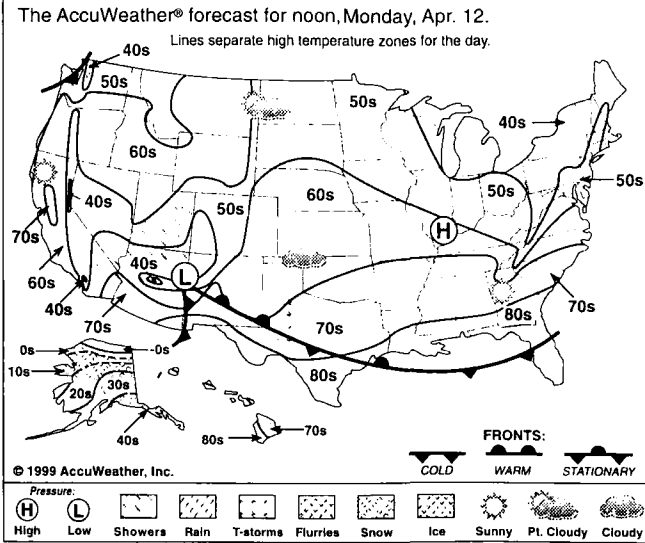 The AccuWeather® forecast for noon, Monday, Apr. 12.
Lines separate high temperature zones for the day.
40s
50s
50s
40s
60s
40s
50s
60s
50s
50s
70s
H
60s
40s
L
40s
70s
70s
80s
70s
80s
0s
-0s
10s
20s
30s
40s
80s
70s
FRONTS:
© 1999 AccuWeather, Inc.
COLD WARM STATIONARY
Pressure:
H L
High Low Showers Rain T-storms Flurries Snow Ice Sunny Pt. Cloudy Cloudy